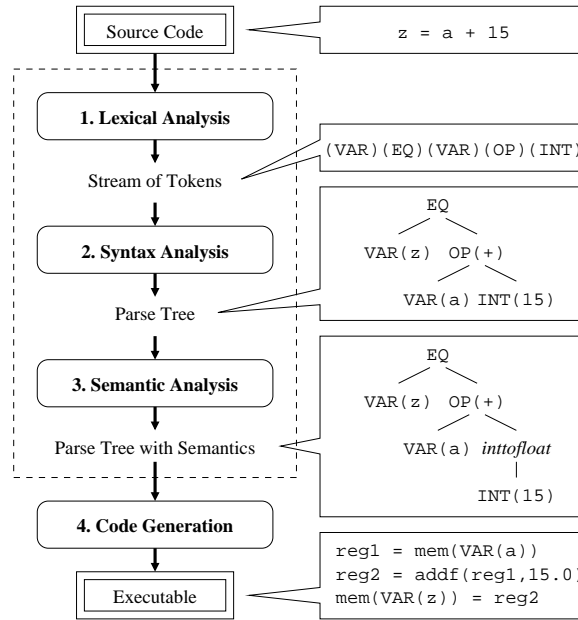 Source Code
z = a + 15
1. Lexical Analysis
(VAR)(EQ)(VAR)(OP)(INT)
Stream of Tokens
EQ
2. Syntax Analysis
VAR(z) OP(+)
VAR(a) INT(15)
Parse Tree
EQ
3. Semantic Analysis
VAR(z) OP(+)
Parse Tree with Semantics
VAR(a) inttofloat
INT(15)
4. Code Generation
reg1 = mem(VAR(a))
reg2 = addf(reg1,15.0)
mem(VAR(z)) = reg2
Executable